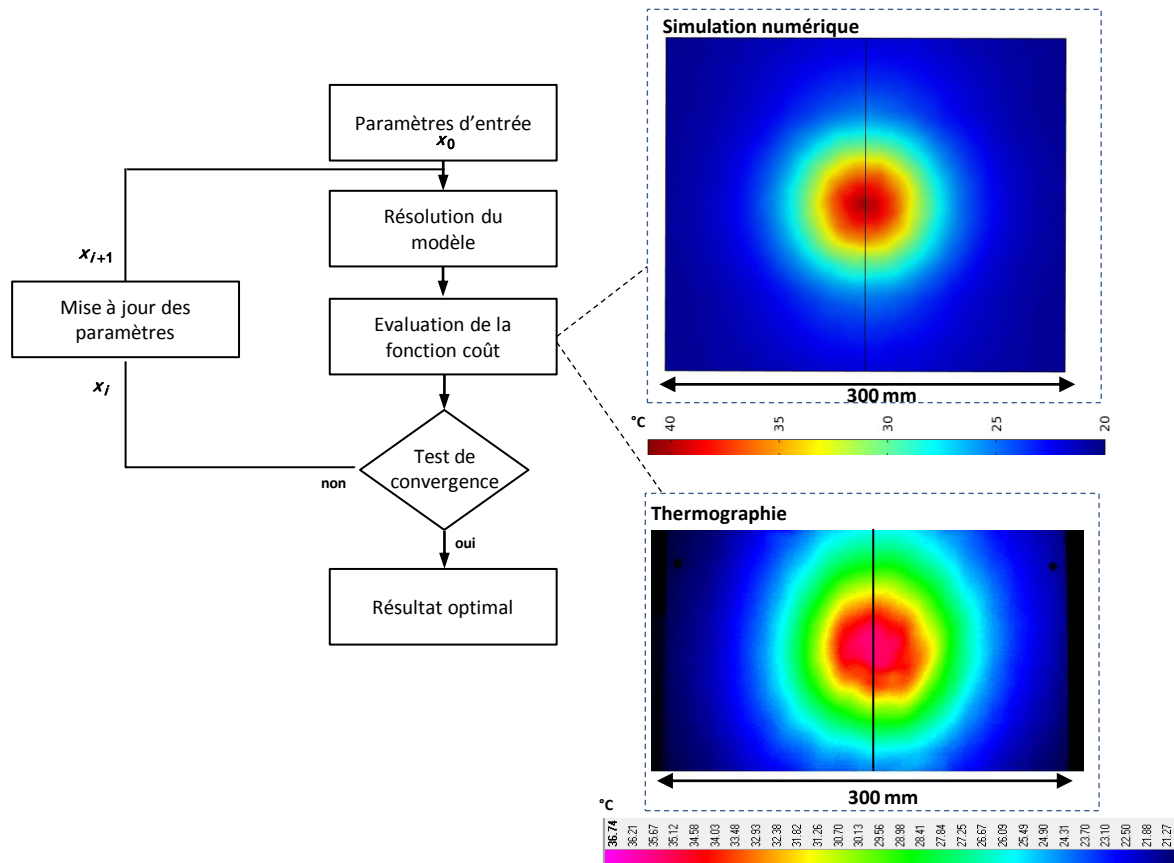 Paramètres d'entrée
x0
Résolution du
modèle
xi+1
Mise à jour des
paramètres
Evaluation de la
fonction coût
xi
Test de
convergence
non
oui
Résultat optimal
Simulation numérique
300 mm
°C
40 35 30 25 20
Thermographie
300 mm
°C
36.74 36.21 35.67 35.12 34.58 34.03 33.48 32.93 32.38 31.82 31.26 30.70 30.13 29.56 28.98 28.41 27.84 27.25 26.67 26.09 25.49 24.90 24.31 23.70 23.10 22.50 21.88 21.27